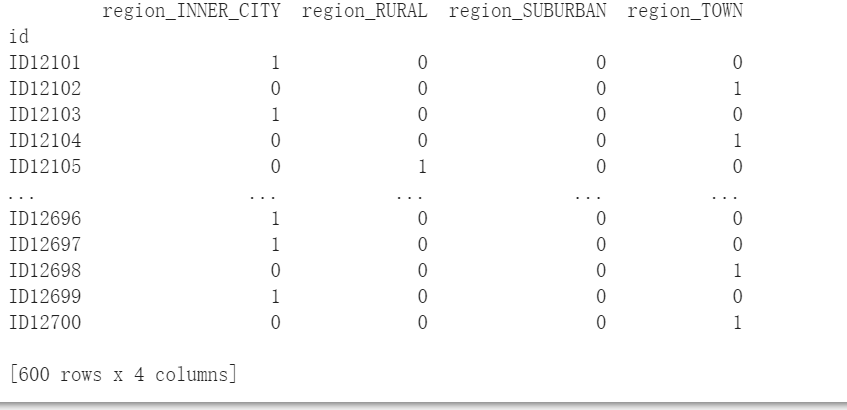 region_INNER_CITY region_RURAL region_SUBURBAN region_TOWN
id
ID12101 1 0 0 0
ID12102 0 0 0 1
ID12103 1 0 0 0
ID12104 0 0 0 1
ID12105 0 1 0 0
... ... ... ... ...
ID12696 1 0 0 0
ID12697 1 0 0 0
ID12698 0 0 0 1
ID12699 1 0 0 0
ID12700 0 0 0 1
[600 rows x 4 columns]